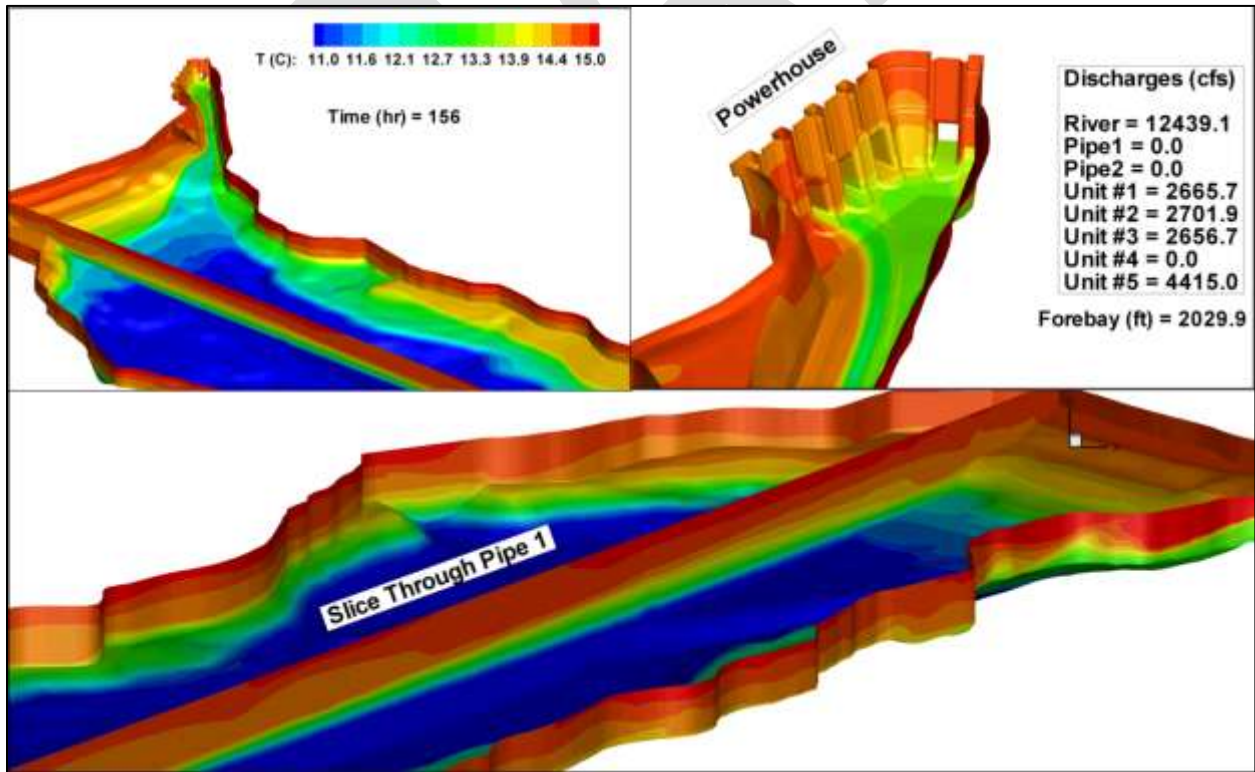 T (C): 11.0 11.6 12.1 12.7 13.3 13.9 14.4 15.0
Time (hr) = 156
Powerhouse
Discharges (cfs)
River = 12439.1
Pipe1 = 0.0
Pipe2 = 0.0
Unit #1 = 2665.7
Unit #2 = 2701.9
Unit #3 = 2656.7
Unit #4 = 0.0
Unit #5 = 4415.0
Forebay (ft) = 2029.9
Slice Through Pipe 1